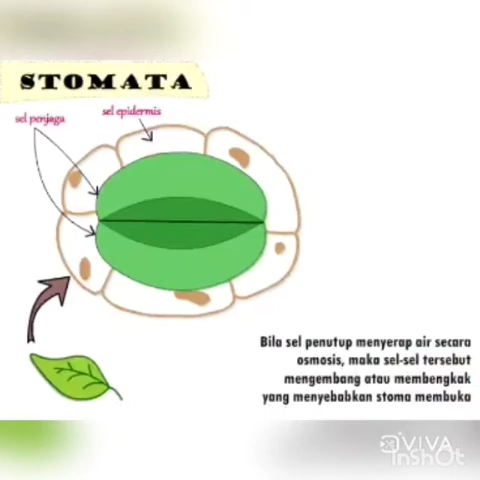 STOMATA
sel penjaga
sel epidermis
Bila sel penutup menyerap air secara
osmosis, maka sel-sel tersebut
mengembang atau membengkak
yang menyebabkan stoma membuka
VIVA
InShOt